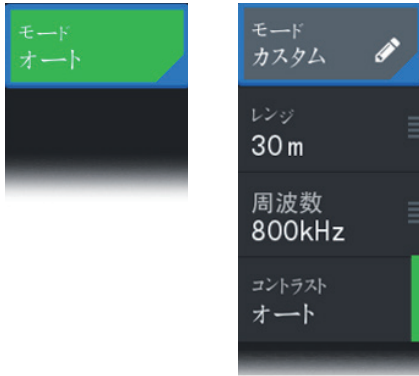 モード
オート
モード
カスタム
レンジ
30 m
周波数
800kHz
コントラスト
オート